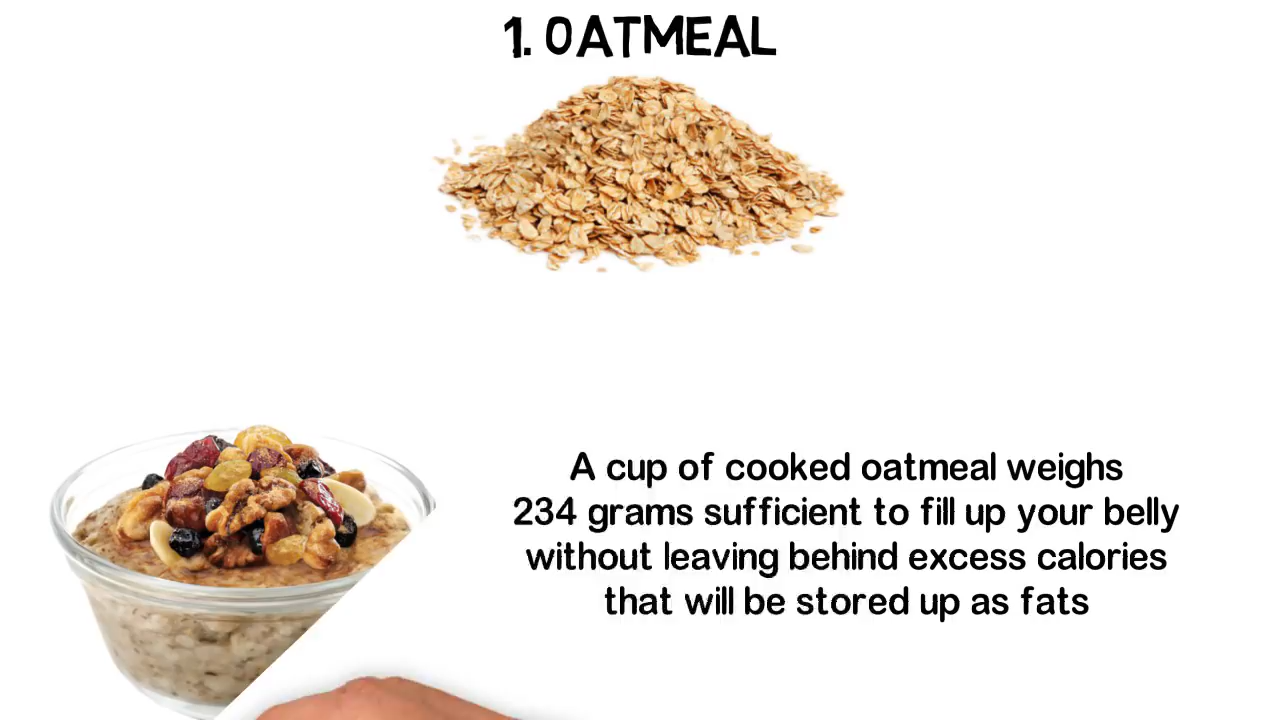 1. OATMEAL
A cup of cooked oatmeal weighs
234 grams sufficient to fill up your belly
without leaving behind excess calories
that will be stored up as fats